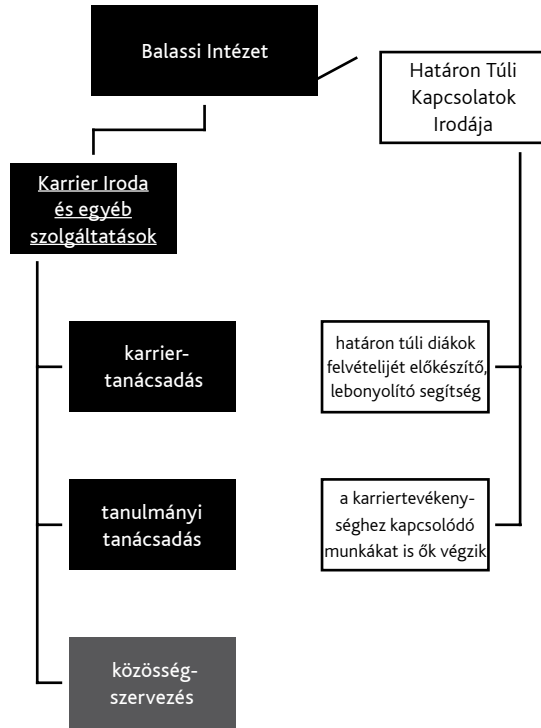 Balassi Intézet
Határon Túli
Kapcsolatok
Irodája
Karrier Iroda
és egyéb
szolgáltatások
karrier-
tanácsadás
határon túli diákok
felvételijét előkészítő,
lebonyolító segítség
tanulmányi
tanácsadás
a karriertevékeny-
séghez kapcsolódó
munkákat is ők végzik
közösség-
szervezés